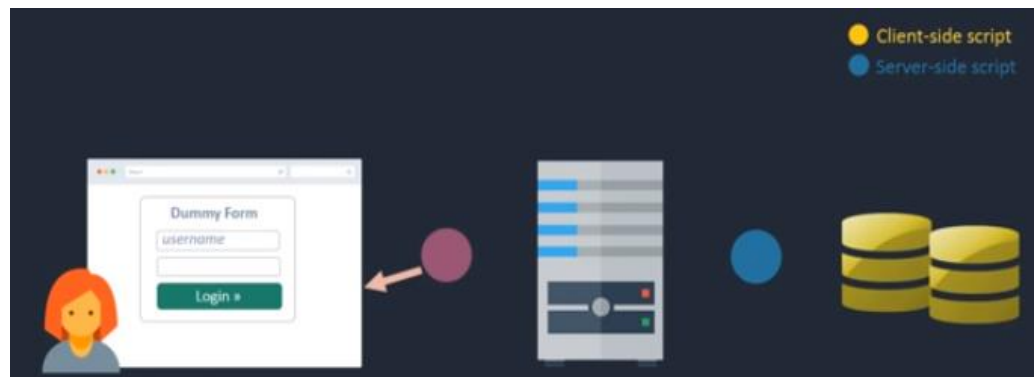 Client-side script
Server-side script
Dummy Form
username
Login »